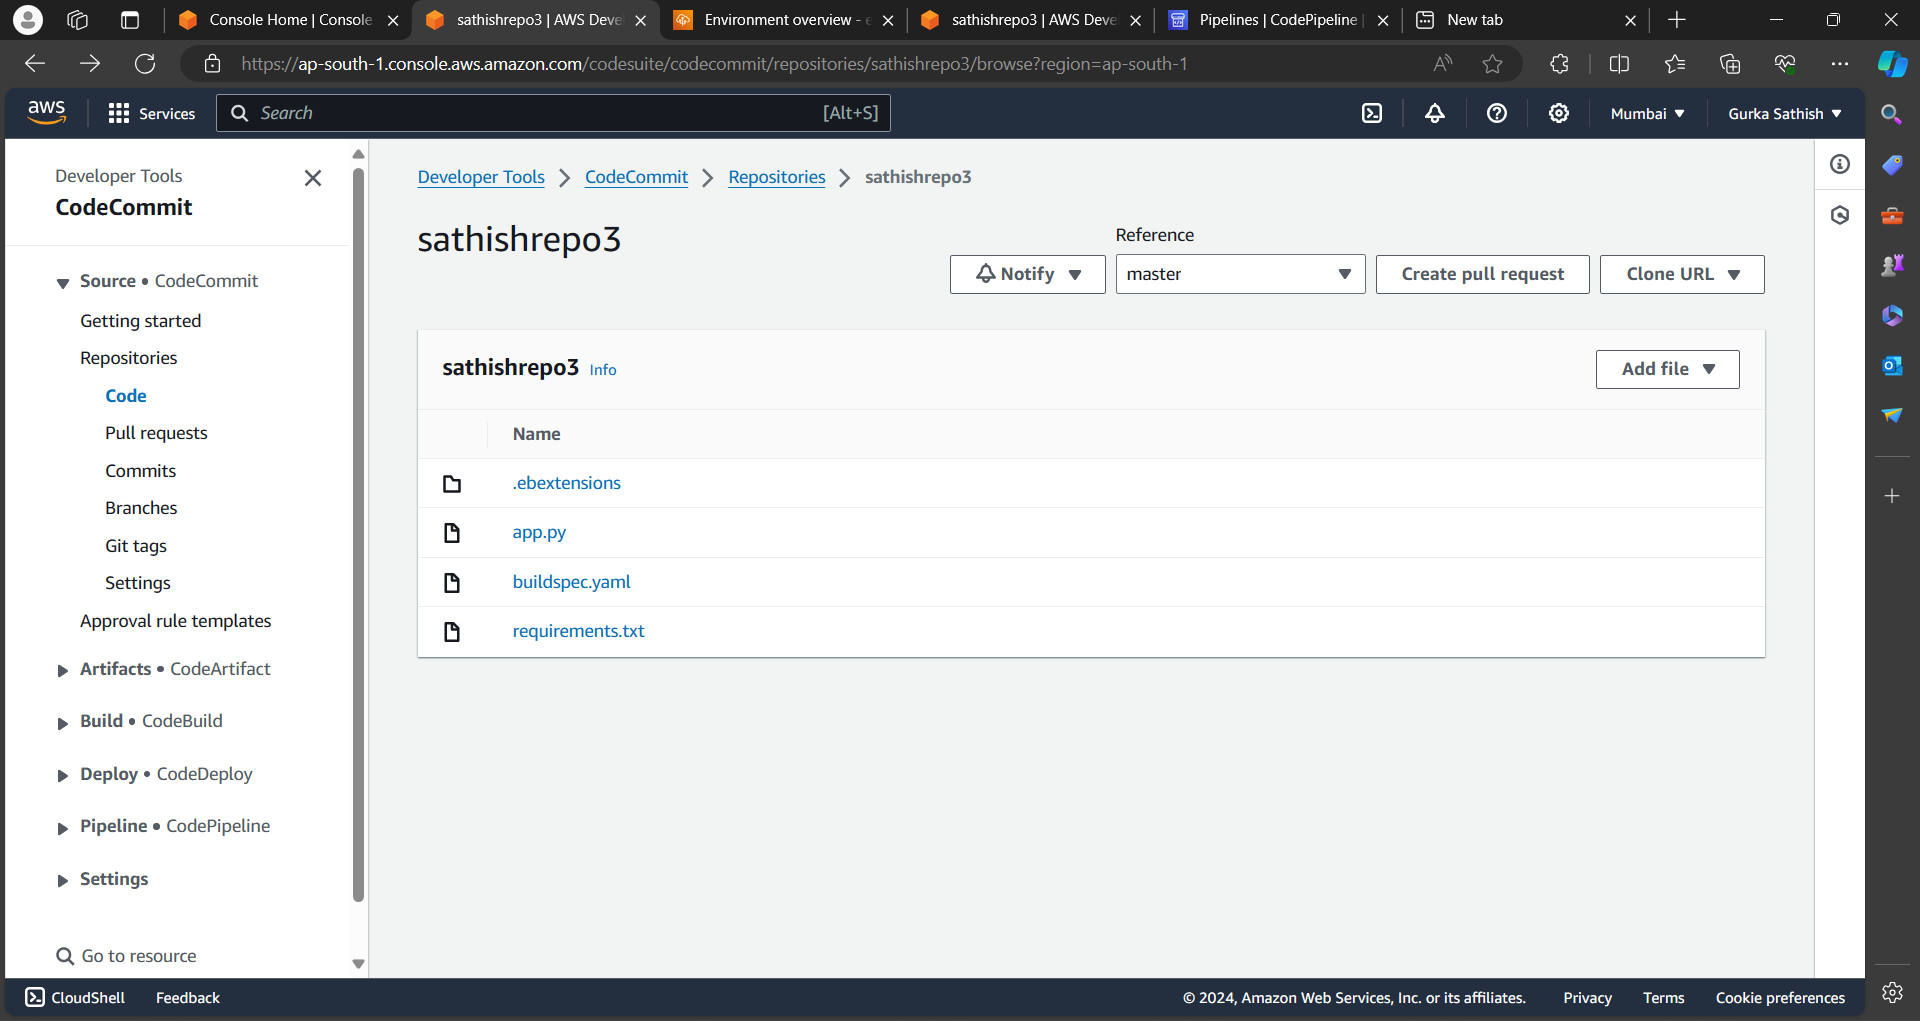 Console Home | Console
sathishrepo3 | AWS Deve
Environment overview - e
sathishrepo3 | AWS Deve
Pipelines | CodePipeline
New tab
https://ap-south-1.console.aws.amazon.com/codesuite/codecommit/repositories/sathishrepo3/browse?region=ap-south-1
aws
Services
Search
[Alt+S]
Mumbai
Gurka Sathish
Developer Tools
CodeCommit
Source • CodeCommit
Getting started
Repositories
Code
Pull requests
Commits
Branches
Git tags
Settings
Approval rule templates
Artifacts • CodeArtifact
Build • CodeBuild
Deploy • CodeDeploy
Pipeline • CodePipeline
Settings
Go to resource
Developer Tools > CodeCommit > Repositories > sathishrepo3
sathishrepo3
Reference
Notify
master
Create pull request
Clone URL
sathishrepo3 Info
Add file
Name
.ebextensions
app.py
buildspec.yaml
requirements.txt
CloudShell
Feedback
© 2024, Amazon Web Services, Inc. or its affiliates.
Privacy
Terms
Cookie preferences